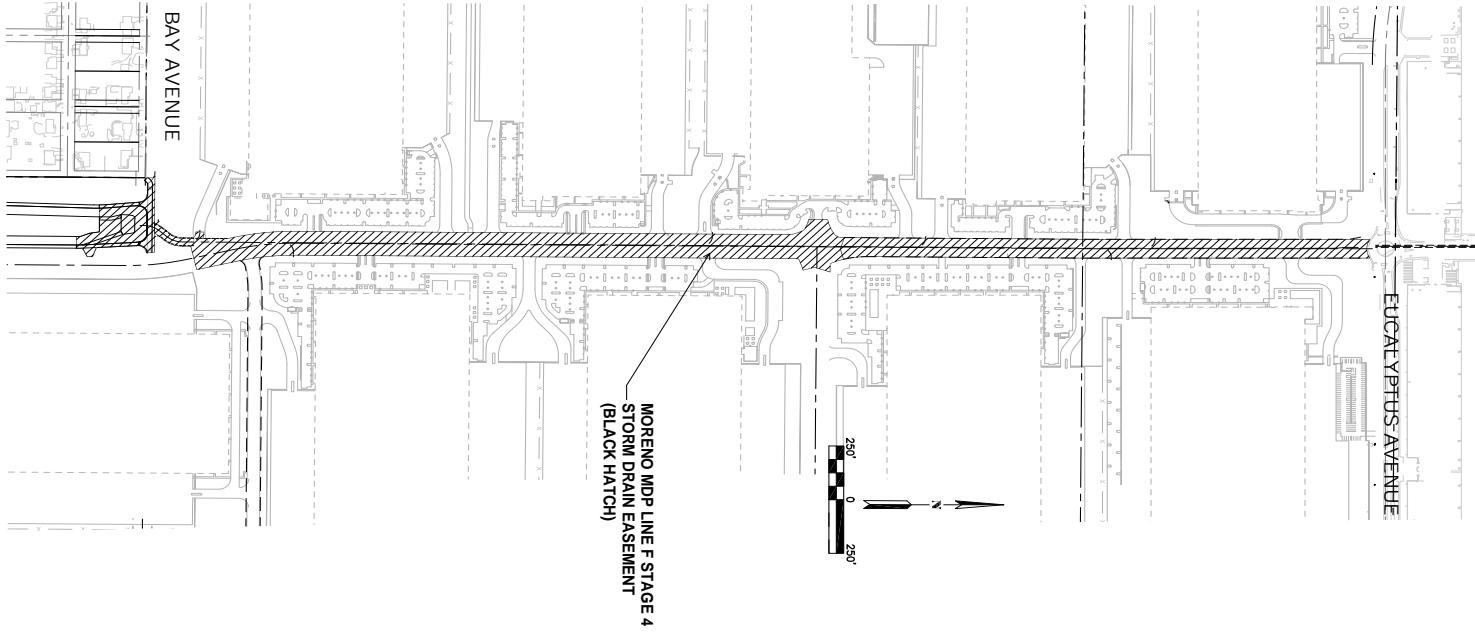 BAY AVENUE
EUCALYPTUS AVENUE
MORENO MDP LINE F STAGE 4
STORM DRAIN EASEMENT
(BLACK HATCH)
250'
0
250'
N